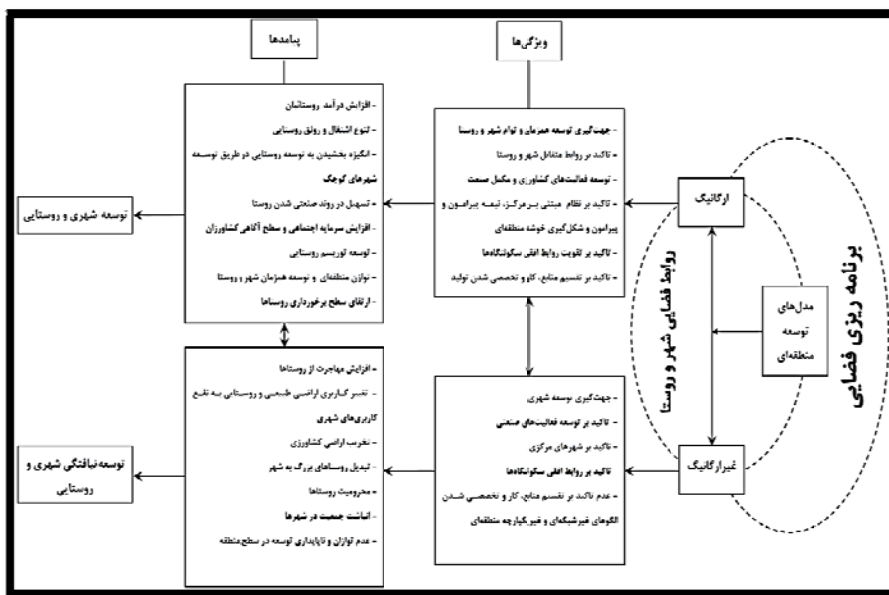 ویژگی‌ها
پیامدها
برنامه ریزی فضایی
مدل‌های
توسعه
منطقه‌ای
روابط فضایی شهر و روستا
ارگانیک
- جهت‌گیری توسعه همزمان و توام شهر و روستا
- تاکید بر روابط متقابل شهر و روستا
- توسعه فعالیت‌های کشاورزی و مکمل صنعت
- تاکید بر نظام مبتنی بر مرکز، نیمه پیرامون و
پیرامون و شکل‌گیری خوشه منطقه‌ای
- تاکید بر تقویت روابط افقی سکونتگاه‌ها
- تاکید بر تقسیم منابع، کار و تخصصی شدن تولید
- افزایش درآمد روستائیان
- تنوع اشتغال و رونق روستایی
- انگیزه بخشیدن به توسعه روستایی در طریق توسعه
شهرهای کوچک
- تسهیل در روند صنعتی شدن روستا
- افزایش سرمایه اجتماعی و سطح آگاهی کشاورزان
- توسعه توریسم روستایی
- توازن منطقه‌ای و توسعه همزمان شهر و روستا
- ارتقای سطح برخورداری روستاها
توسعه شهری و روستایی
غیرارگانیک
- جهت‌گیری توسعه شهری
- تاکید بر توسعه فعالیت‌های صنعتی
- تاکید بر شهرهای مرکزی
- تاکید بر روابط افقی سکونتگاه‌ها
- عدم تاکید بر تقسیم منابع، کار و تخصصی شدن
الگوهای غیرشبکه‌ای و غیریکپارچه منطقه‌ای
- افزایش مهاجرت از روستاها
- تغییر کاربری اراضی طبیعی و روستایی به نفع
کاربری‌های شهری
- تخریب اراضی کشاورزی
- تبدیل روستاهای بزرگ به شهر
- محرومیت روستاها
- انباشت جمعیت در شهرها
- عدم توازان و ناپایداری توسعه در سطح‌منطقه
توسعه‌نیافتگی شهری و
روستایی